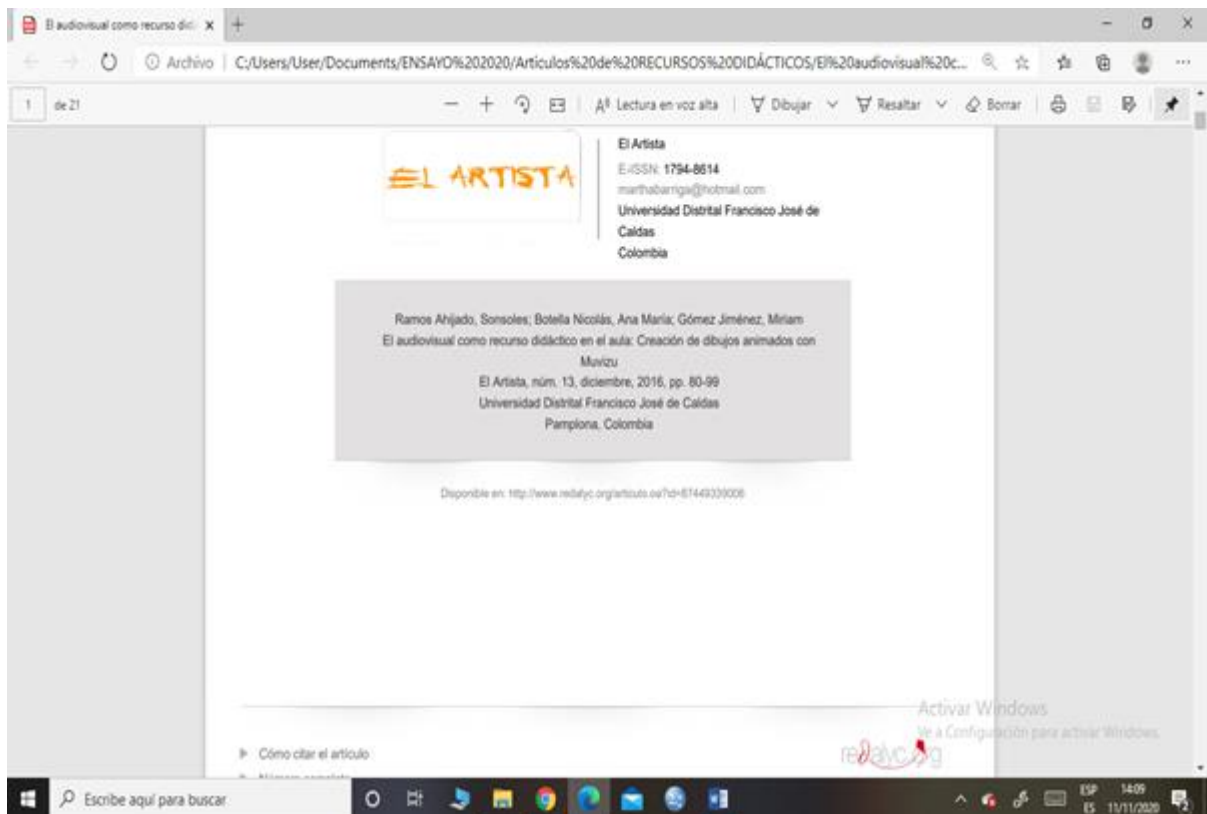 El audiovisual como recurso did
Archivo
C:/Users/User/Documents/ENSAYO%202020/Artículos%20de%20RECURSOS%20DIDÁCTICOS/El%20audiovisual%20c...
1 de 21
Lectura en voz alta
Dibujar
Resaltar
Borrar
EL ARTISTA
El Artista
E-ISSN: 1794-8614
marthabarriga@hotmail.com
Universidad Distrital Francisco José de
Caldas
Colombia
Ramos Ahijado, Sonsoles; Botella Nicolás, Ana María; Gómez Jiménez, Miriam
El audiovisual como recurso didáctico en el aula: Creación de dibujos animados con
Muvizu
El Artista, núm. 13, diciembre, 2016, pp. 80-99
Universidad Distrital Francisco José de Caldas
Pamplona, Colombia
Disponible en: http://www.redalyc.org/articulo.oa?id=87449339006
Activar Windows
Ve a Configuración para activar Windows.
Cómo citar el artículo
redalyc.org
Número completo
Escribe aquí para buscar
ESP
14:09
ES
11/11/2020